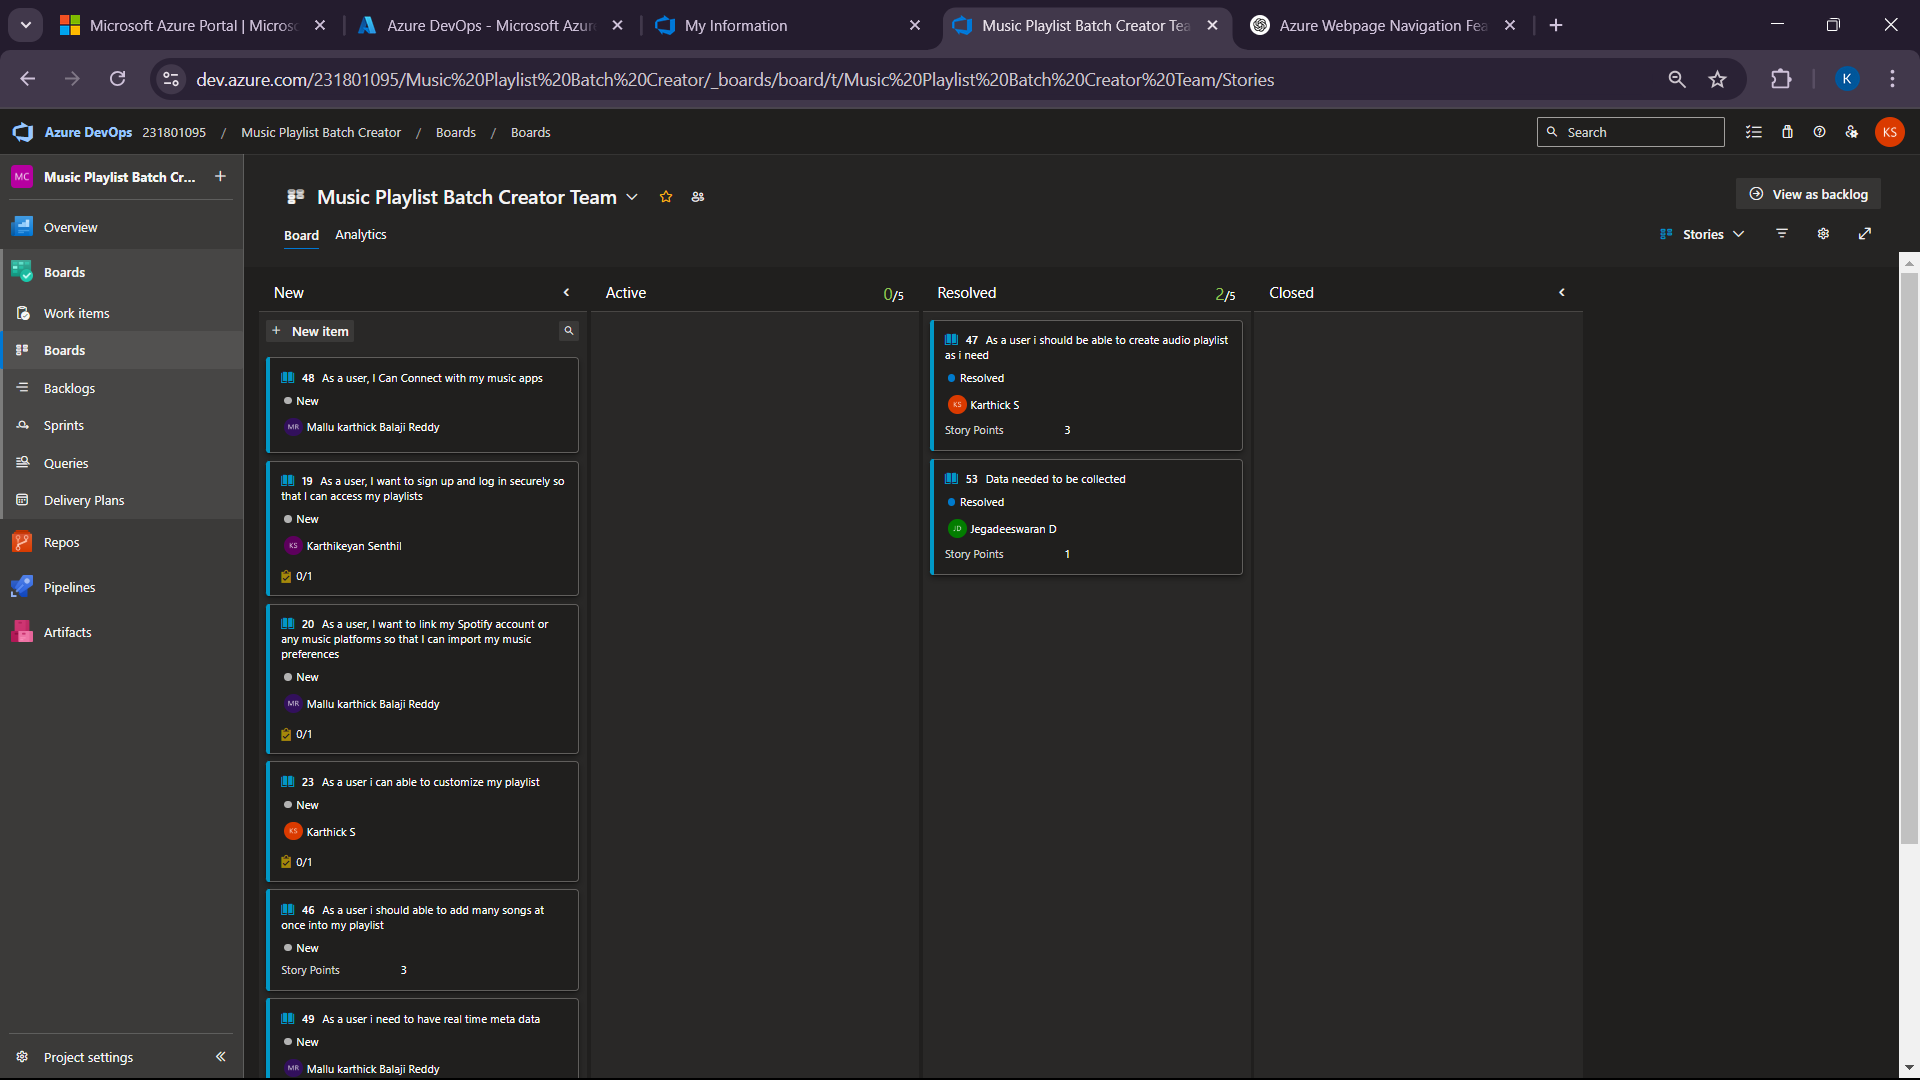 Microsoft Azure Portal | Microsc
Azure DevOps - Microsoft Azur
My Information
Music Playlist Batch Creator Tea
Azure Webpage Navigation Fea
dev.azure.com/231801095/Music%20Playlist%20Batch%20Creator/_boards/board/t/Music%20Playlist%20Batch%20Creator%20Team/Stories
K
Azure DevOps 231801095 / Music Playlist Batch Creator / Boards / Boards
Search
KS
MC Music Playlist Batch Cr...
Overview
Boards
Work items
Boards
Backlogs
Sprints
Queries
Delivery Plans
Repos
Pipelines
Artifacts
Project settings
Music Playlist Batch Creator Team
View as backlog
Board Analytics
Stories
New
New item
48 As a user, I Can Connect with my music apps
New
MR Mallu karthick Balaji Reddy
19 As a user, I want to sign up and log in securely so
that I can access my playlists
New
KS Karthikeyan Senthil
0/1
20 As a user, I want to link my Spotify account or
any music platforms so that I can import my music
preferences
New
MR Mallu karthick Balaji Reddy
0/1
23 As a user i can able to customize my playlist
New
KS Karthick S
0/1
46 As a user i should able to add many songs at
once into my playlist
New
Story Points 3
49 As a user i need to have real time meta data
New
MR Mallu karthick Balaji Reddy
Active 0/5
Resolved 2/5
47 As a user i should be able to create audio playlist
as i need
Resolved
KS Karthick S
Story Points 3
53 Data needed to be collected
Resolved
JD Jegadeeswaran D
Story Points 1
Closed